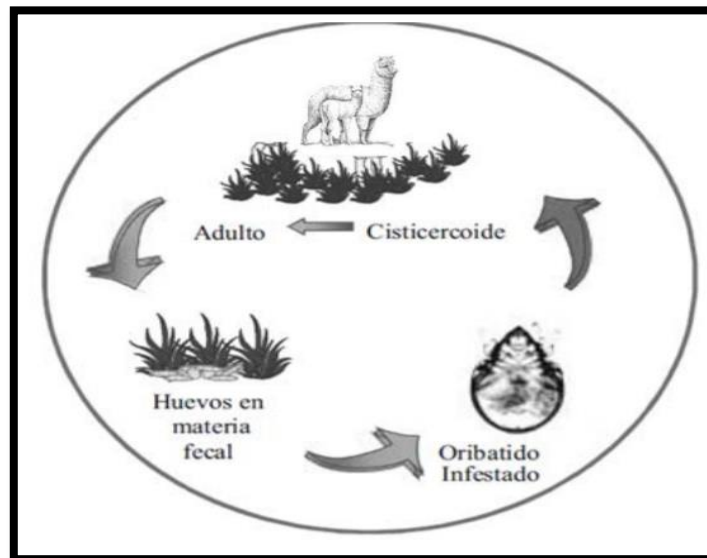 Adulto
Cisticercoide
Huevos en
materia
fecal
Oribatido
Infestado